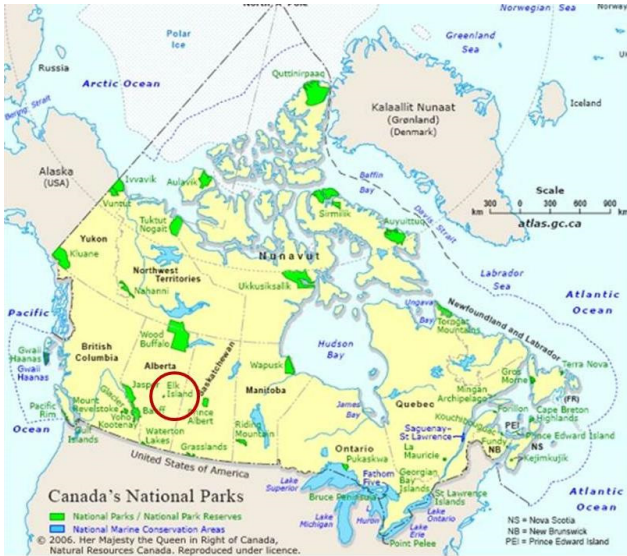 North Pole
Norwegian Sea
Norway
Polar
Ice
Greenland
Sea
Russia
Arctic Ocean
Quttinirpaaq
Kalaallit Nunaat
(Grønland)
(Denmark)
Iceland
Bering Strait
Alaska
(USA)
Ivvavik
Aulavik
Baffin
Bay
Scale
Vuntut
Sirmilik
km
300
0
300
600
900
km
Tuktut
Nogait
Auyuittuq
Davis Strait
atlas.gc.ca
Yukon
Kluane
Nunavut
Northwest
Territories
Nahanni
Ukkusiksalik
Labrador
Sea
Ungava
Bay
Newfoundland and Labrador
Atlantic
Ocean
Pacific
Ocean
Torngat
Mountains
Wood
Buffalo
Hudson
Bay
British
Columbia
Gwaii
Haanas
Gwaii
Haanas
Alberta
Saskatchewan
Wapusk
Manitoba
Gros
Morne
Terra Nova
Jasper
Elk
Island
Mingan
Archipelago
(FR)
Pacific
Rim
Mount
Revelstoke
Glacier
Banff
Prince
Albert
James
Bay
Quebec
Forillon
Cape Breton
Highlands
Yoho
Kootenay
Kouchibouguac
PEI
Prince Edward Island
Islands
Waterton
Lakes
Riding
Mountain
Saguenay-
St Lawrence
Fundy
NB
NS
Kejimkujik
Grasslands
Ontario
Pukaskwa
La
Mauricie
United States of America
Fathom
Five
Georgian
Bay
Islands
St Lawrence
Islands
Lake
Superior
Bruce Peninsula
Lake
Huron
Lake
Ontario
Lake
Michigan
Lake
Erie
Point Pelee
Atlantic
Ocean
Canada's National Parks
National Parks / National Park Reserves
National Marine Conservation Areas
© 2006. Her Majesty the Queen in Right of Canada,
Natural Resources Canada. Reproduced under licence.
NS = Nova Scotia
NB = New Brunswick
PEI = Prince Edward Island